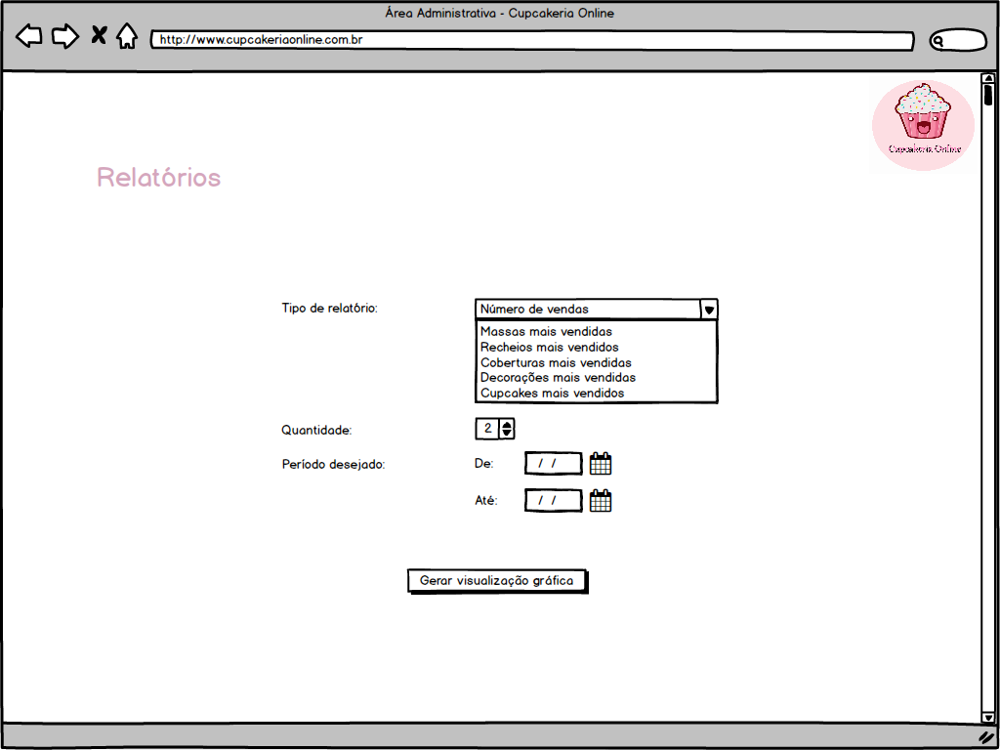 Área Administrativa - Cupcakeria Online
http://www.cupcakeriaonline.com.br
Cupcakeria Online
Relatórios
Tipo de relatório:
Número de vendas
Massas mais vendidas
Recheios mais vendidos
Coberturas mais vendidas
Decorações mais vendidas
Cupcakes mais vendidos
Quantidade:
2
Período desejado:
De:
/ /
Até:
/ /
Gerar visualização gráfica